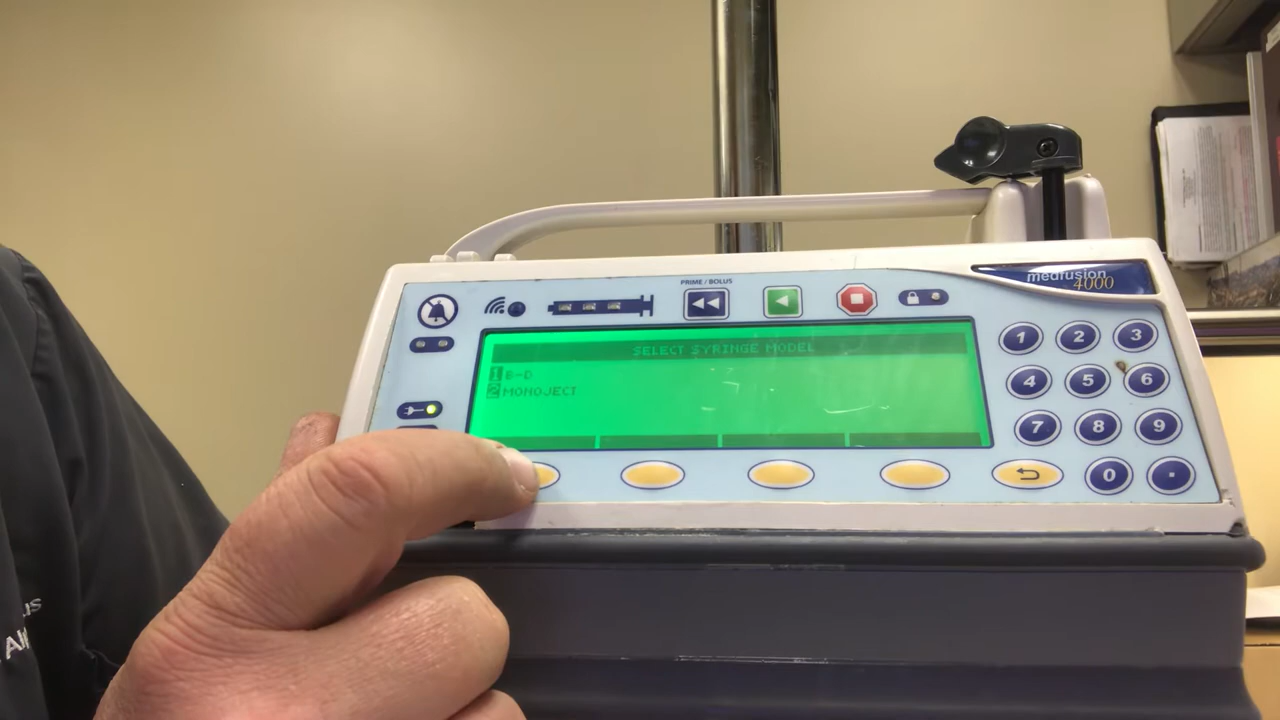 PRIME / BOLUS
medfusion
4000
SELECT SYRINGE MODEL
1 B-D
2 MONOJECT
1 2 3
4 5 6
7 8 9
0 .